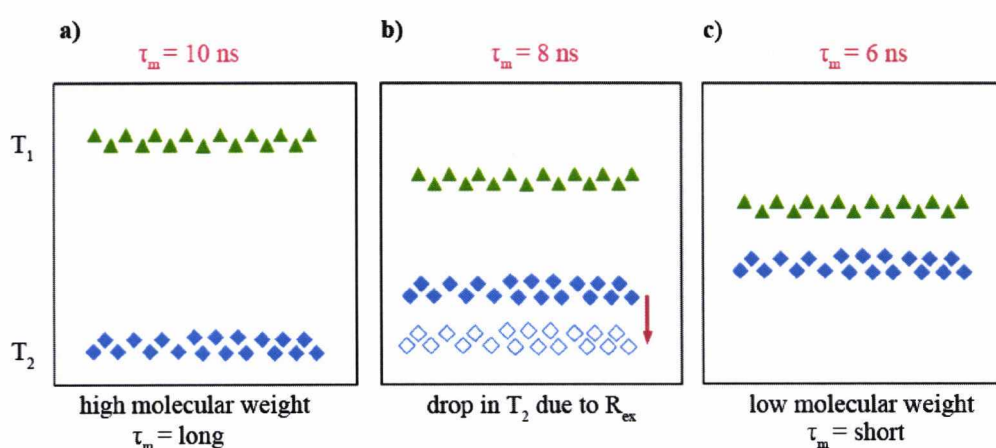 a)
τm = 10 ns
b)
τm = 8 ns
c)
τm = 6 ns
T1
T2
high molecular weight
τm = long
drop in T2 due to Rex
low molecular weight
τm = short